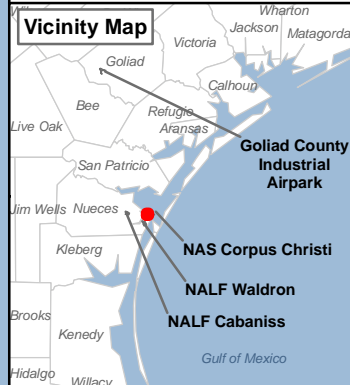 Vicinity Map
Wharton
Jackson
Matagorda
Victoria
Goliad
Calhoun
Bee
Refugio
Aransas
Live Oak
Goliad County
Industrial
Airpark
San Patricio
Jim Wells
Nueces
NAS Corpus Christi
Kleberg
NALF Waldron
NALF Cabaniss
Brooks
Kenedy
Gulf of Mexico
Hidalgo
Willacy